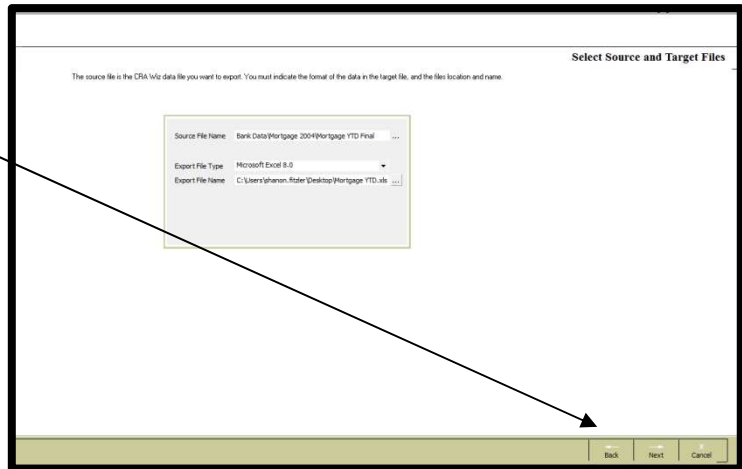 Select Source and Target Files
The source file is the CRA Wiz data file you want to export. You must indicate the format of the data in the target file, and the files location and name.
Source File Name Bank Data\Mortgage 2004\Mortgage YTD Final ...
Export File Type Microsoft Excel 8.0
Export File Name C:\Users\shanon.fitzler\Desktop\Mortgage YTD.xls ...
Back Next Cancel